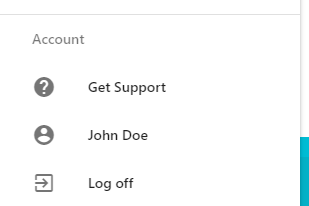 Account
Get Support
John Doe
Log off